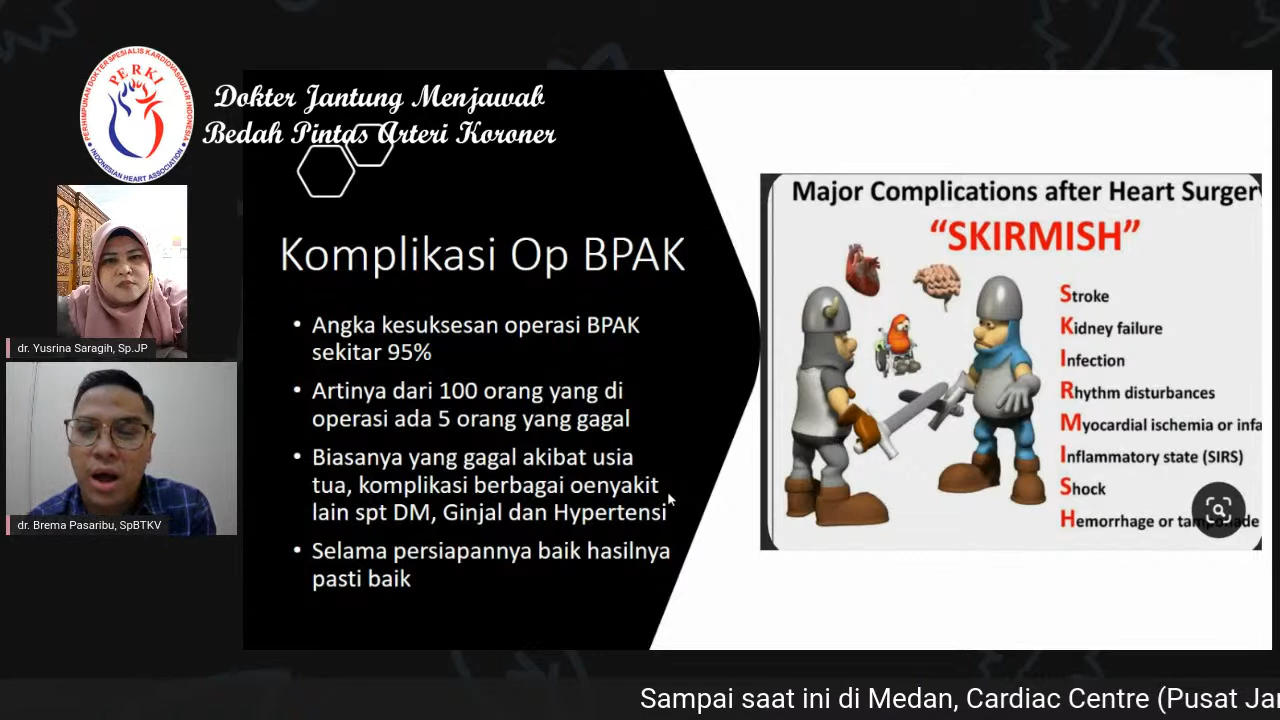 PERHIMPUNAN DOKTER SPESIALIS KARDIOVASKULAR INDONESIA
PERKI
INDONESIAN HEART ASSOCIATION
Dokter Jantung Menjawab
Bedah Pintas Arteri Koroner
dr. Yusrina Saragih, Sp.JP
dr. Brema Pasaribu, SpBTKV
Komplikasi Op BPAK
• Angka kesuksesan operasi BPAK
sekitar 95%
• Artinya dari 100 orang yang di
operasi ada 5 orang yang gagal
• Biasanya yang gagal akibat usia
tua, komplikasi berbagai oenyakit
lain spt DM, Ginjal dan Hypertensi
• Selama persiapannya baik hasilnya
pasti baik
Major Complications after Heart Surger
“SKIRMISH”
Stroke
Kidney failure
Infection
Rhythm disturbances
Myocardial ischemia or infa
Inflammatory state (SIRS)
Shock
Hemorrhage or tamponade
Sampai saat ini di Medan, Cardiac Centre (Pusat Jan